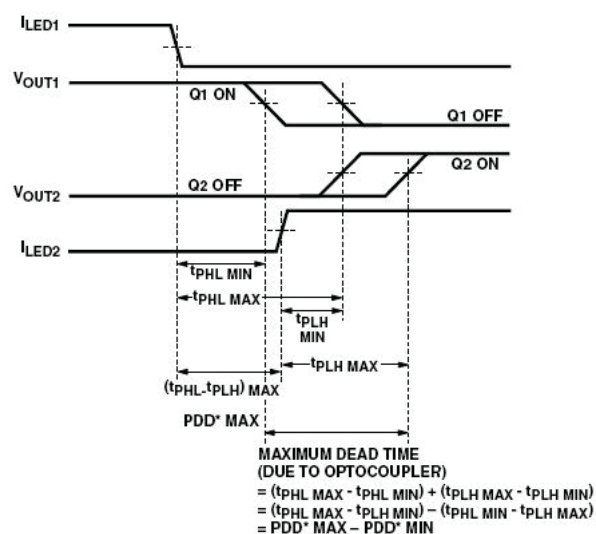 ILED1
VOUT1
Q1 ON
Q1 OFF
Q2 ON
Q2 OFF
VOUT2
ILED2
tPHL MIN
tPHL MAX
tPLH
MIN
tPLH MAX
(tPHL-tPLH) MAX
PDD* MAX
MAXIMUM DEAD TIME
(DUE TO OPTOCOUPLER)
= (tPHL MAX - tPHL MIN) + (tPLH MAX - tPLH MIN)
= (tPHL MAX - tPLH MIN) – (tPHL MIN - tPLH MAX)
= PDD* MAX – PDD* MIN